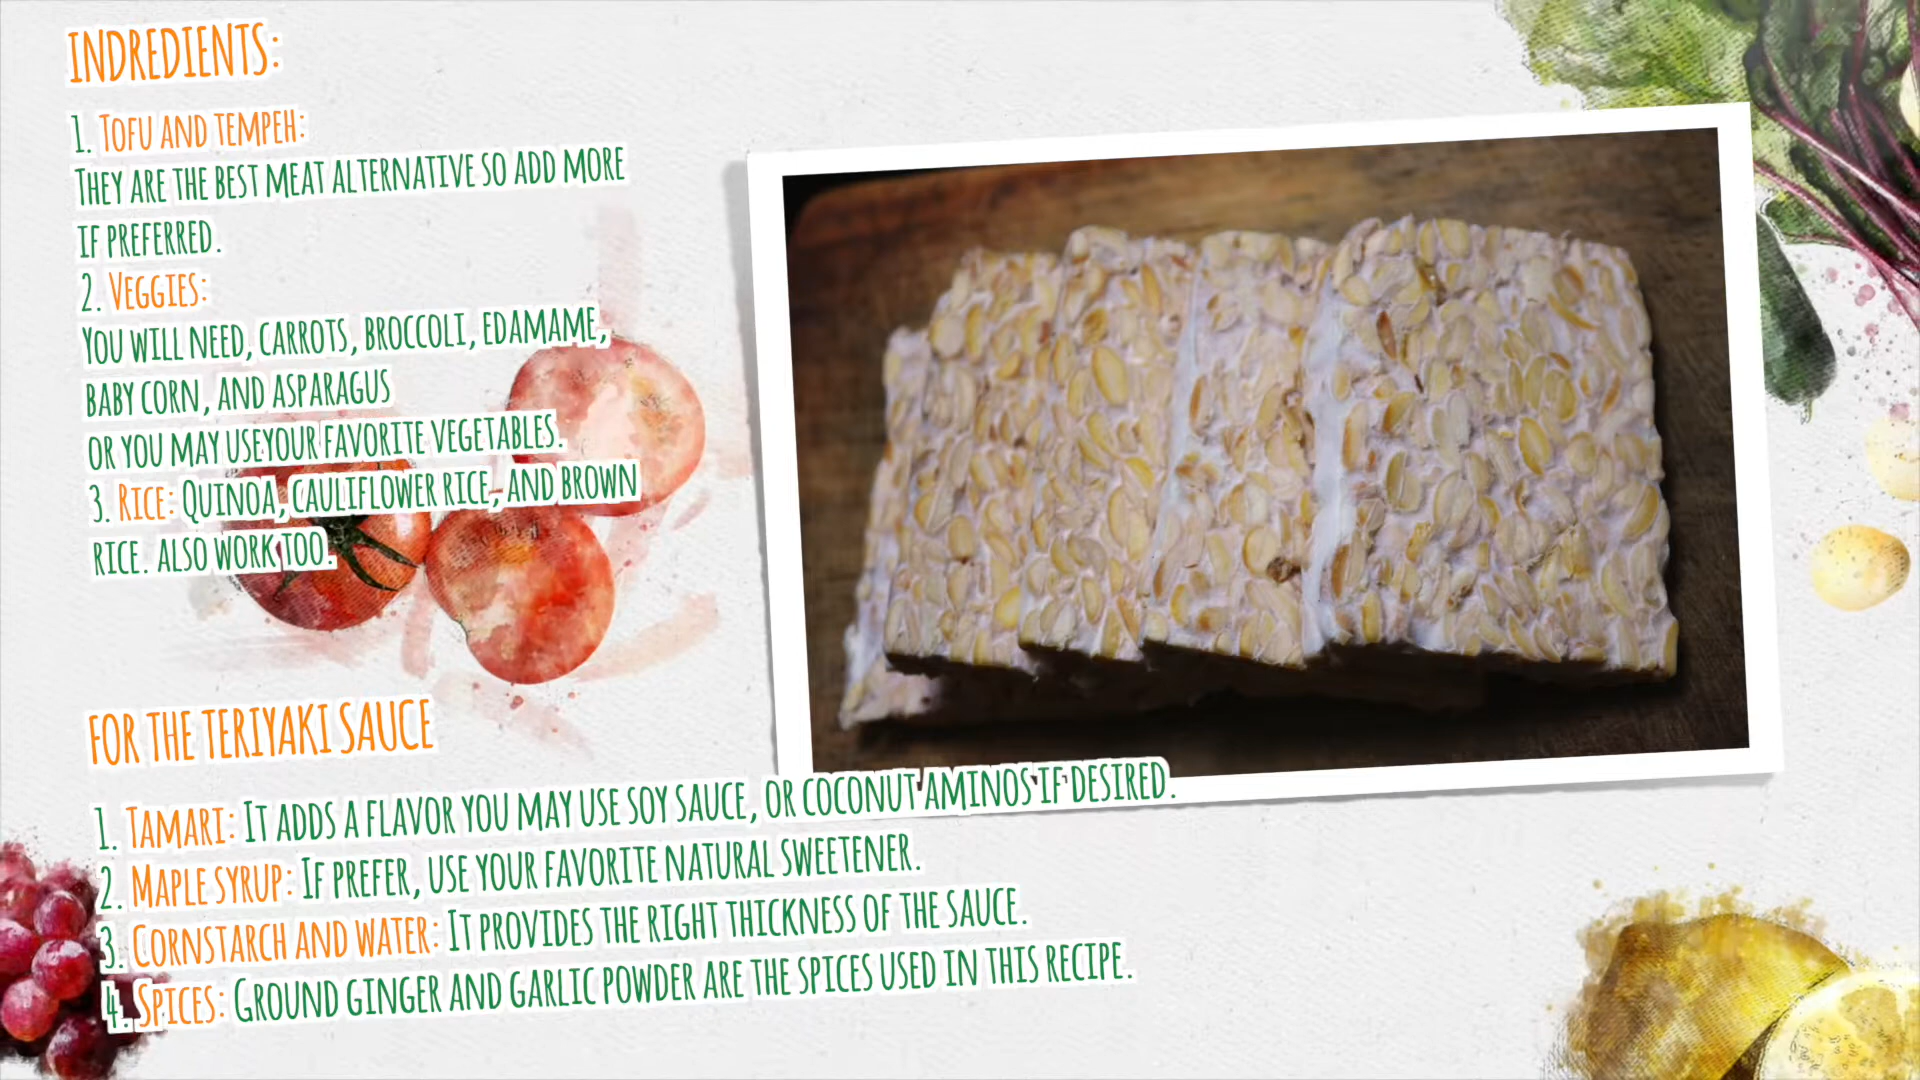 INDREDIENTS:
1. TOFU AND TEMPEH:
THEY ARE THE BEST MEAT ALTERNATIVE SO ADD MORE
IF PREFERRED.
2. VEGGIES:
YOU WILL NEED, CARROTS, BROCCOLI, EDAMAME,
BABY CORN, AND ASPARAGUS
OR YOU MAY USEYOUR FAVORITE VEGETABLES.
3. RICE: QUINOA, CAULIFLOWER RICE, AND BROWN
RICE. ALSO WORK TOO.
FOR THE TERIYAKI SAUCE
1. TAMARI: IT ADDS A FLAVOR YOU MAY USE SOY SAUCE, OR COCONUT AMINOS IF DESIRED.
2. MAPLE SYRUP: IF PREFER, USE YOUR FAVORITE NATURAL SWEETENER.
3. CORNSTARCH AND WATER: IT PROVIDES THE RIGHT THICKNESS OF THE SAUCE.
4. SPICES: GROUND GINGER AND GARLIC POWDER ARE THE SPICES USED IN THIS RECIPE.